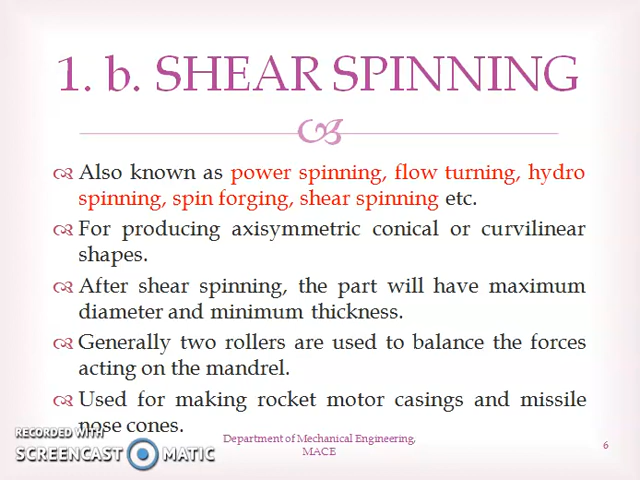 1. b. SHEAR SPINNING
Also known as power spinning, flow turning, hydro
spinning, spin forging, shear spinning etc.
For producing axisymmetric conical or curvilinear
shapes.
After shear spinning, the part will have maximum
diameter and minimum thickness.
Generally two rollers are used to balance the forces
acting on the mandrel.
Used for making rocket motor casings and missile
nose cones.
RECORDED WITH
SCREENCAST MATIC
Department of Mechanical Engineering,
MACE
6